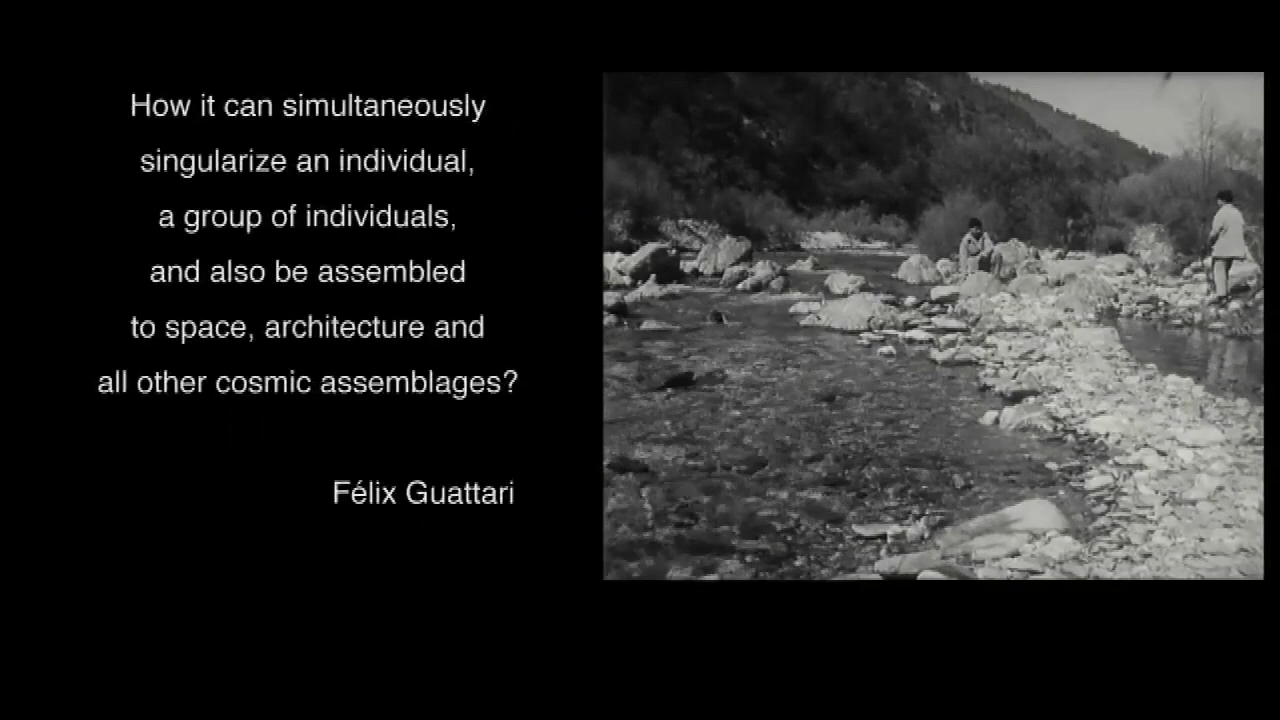 How it can simultaneously
singularize an individual,
a group of individuals,
and also be assembled
to space, architecture and
all other cosmic assemblages?
Félix Guattari